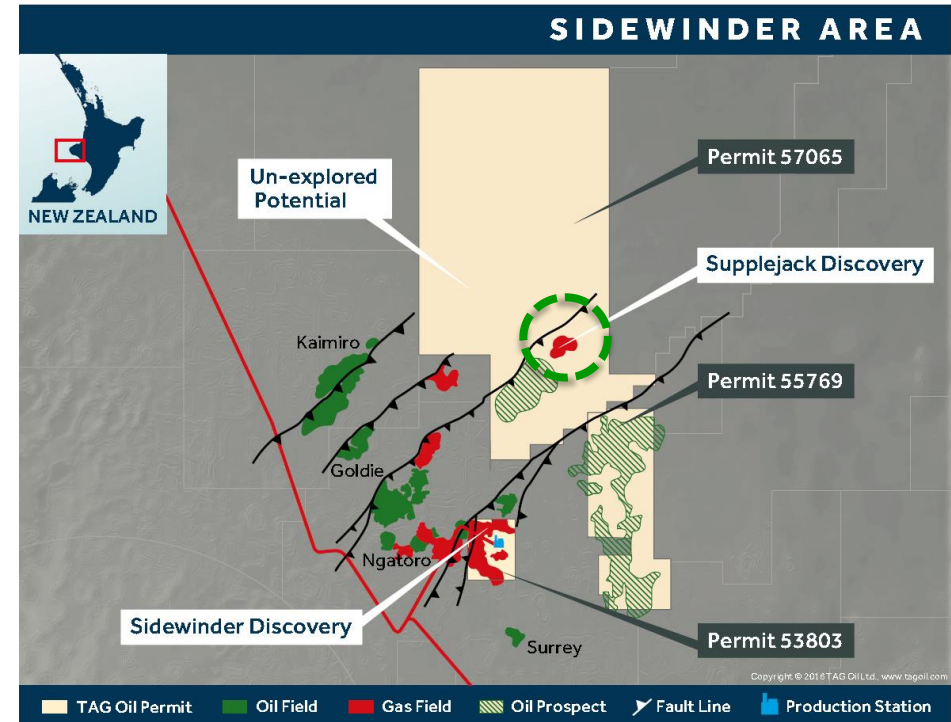 SIDEWINDER AREA
NEW ZEALAND
Un-explored
Potential
Permit 57065
Supplejack Discovery
Kaimiro
Permit 55769
Goldie
Ngatoro
Sidewinder Discovery
Surrey
Permit 53803
Copyright © 2016 TAG Oil Ltd., www.tagoil.com
TAG Oil Permit
Oil Field
Gas Field
Oil Prospect
Fault Line
Production Station